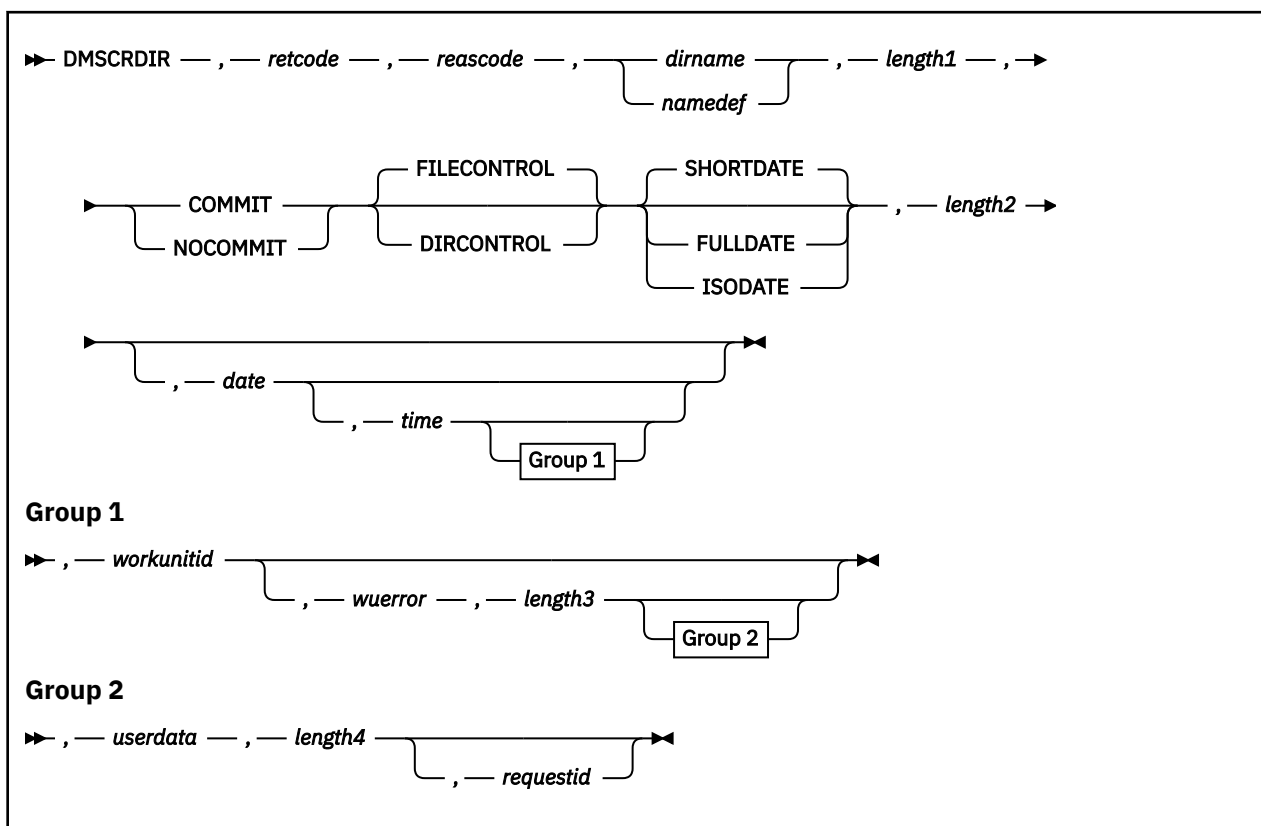 DMSCRDIR , retcode , reascode , dirname , length1 ,
namedef
FILECONTROL SHORTDATE
COMMIT , length2
NOCOMMIT DIRCONTROL FULLDATE
ISODATE
, date
, time
Group 1
Group 1
, workunitid
, wuerror , length3
Group 2
Group 2
, userdata , length4
, requestid